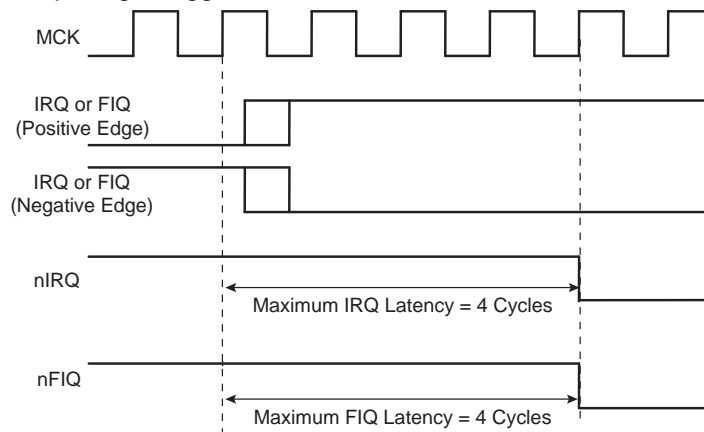 MCK
IRQ or FIQ
(Positive Edge)
IRQ or FIQ
(Negative Edge)
nIRQ
Maximum IRQ Latency = 4 Cycles
nFIQ
Maximum FIQ Latency = 4 Cycles